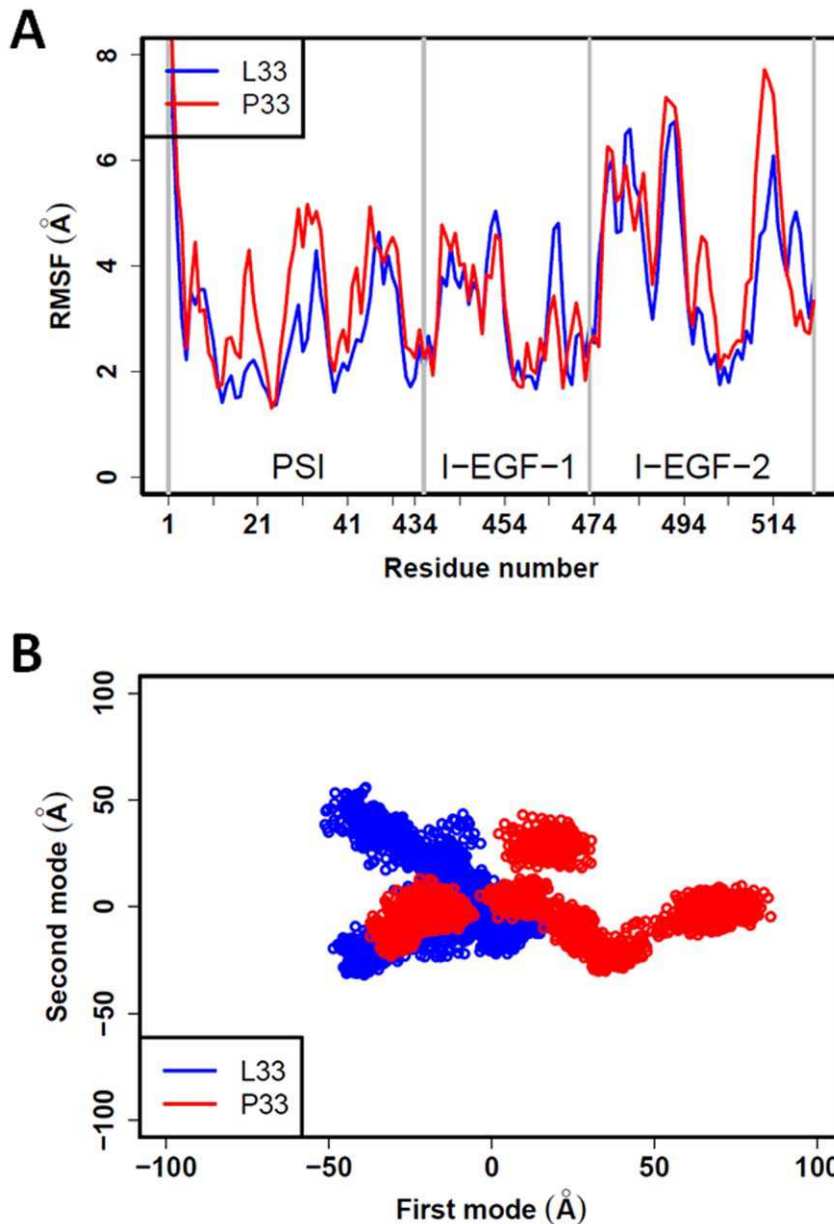 A
8
6
4
2
0
RMSF (Å)
L33
P33
PSI
I-EGF-1
I-EGF-2
1 21 41 434 454 474 494 514
Residue number
B
100
50
0
−50
−100
Second mode (Å)
L33
P33
−100 −50 0 50 100
First mode (Å)